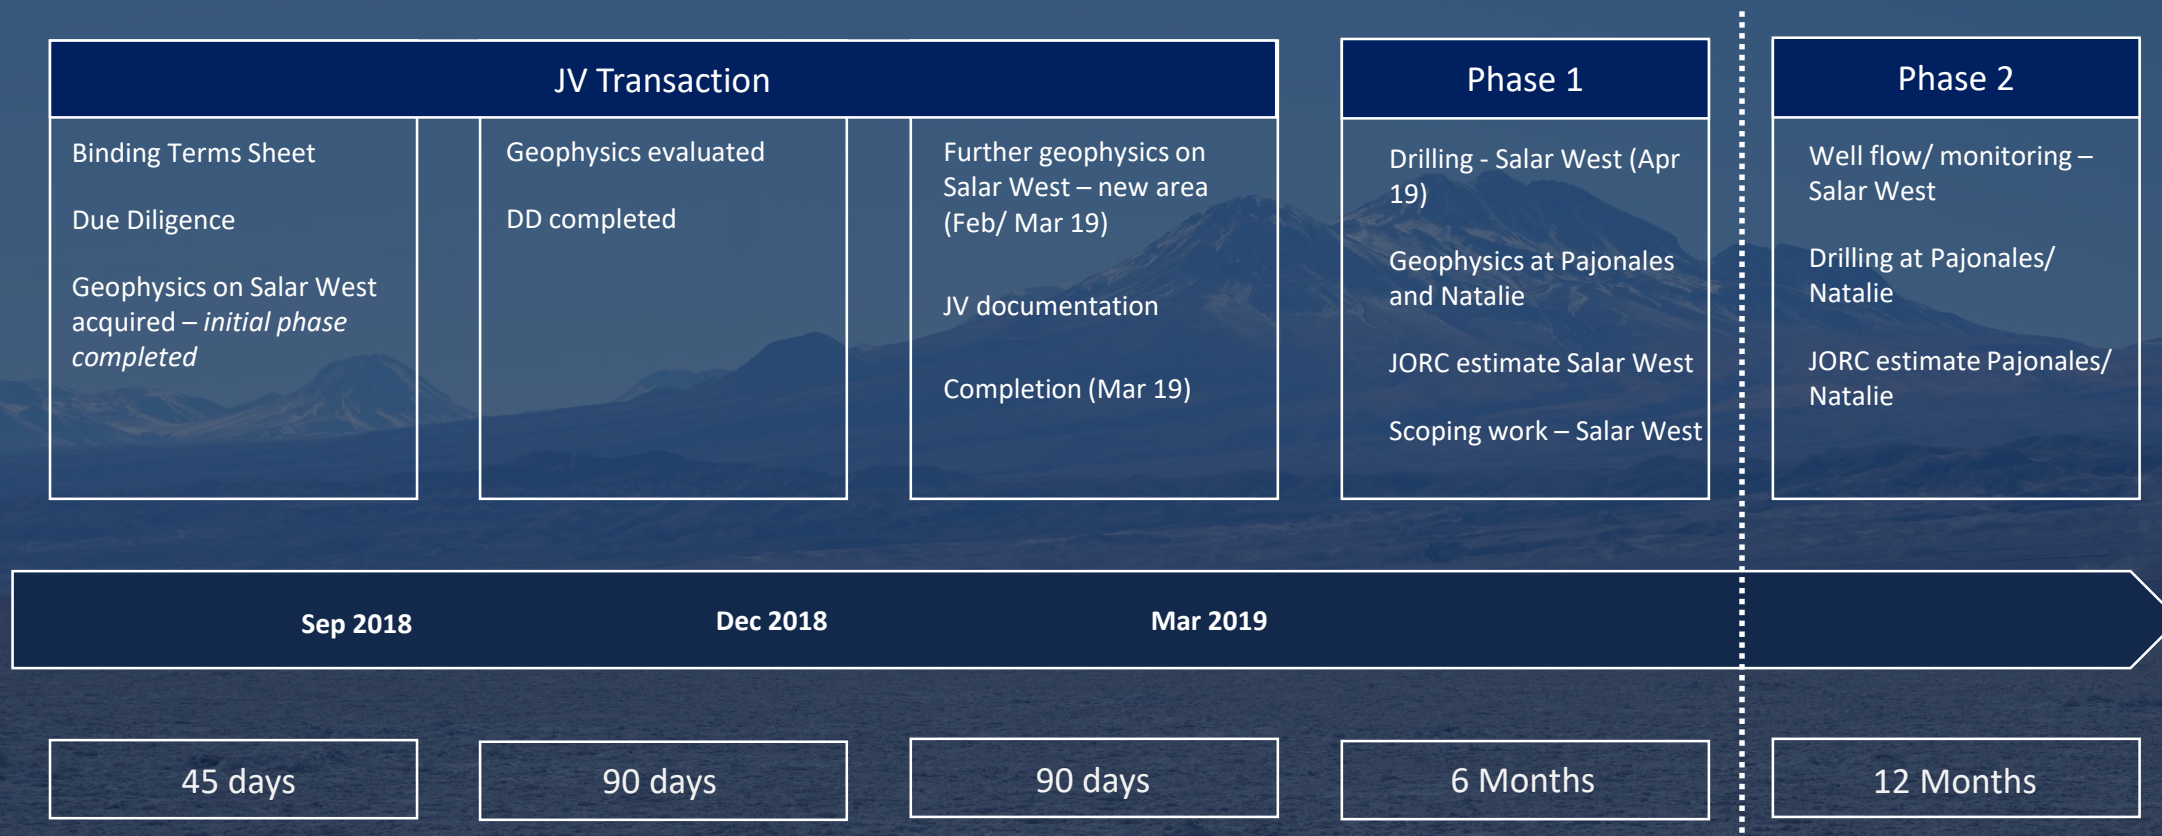 JV Transaction
Binding Terms Sheet
Due Diligence
Geophysics on Salar West
acquired – initial phase
completed
Geophysics evaluated
DD completed
Further geophysics on
Salar West – new area
(Feb/ Mar 19)
JV documentation
Completion (Mar 19)
Phase 1
Drilling - Salar West (Apr
19)
Geophysics at Pajonales
and Natalie
JORC estimate Salar West
Scoping work – Salar West
Phase 2
Well flow/ monitoring –
Salar West
Drilling at Pajonales/
Natalie
JORC estimate Pajonales/
Natalie
Sep 2018
Dec 2018
Mar 2019
45 days
90 days
90 days
6 Months
12 Months